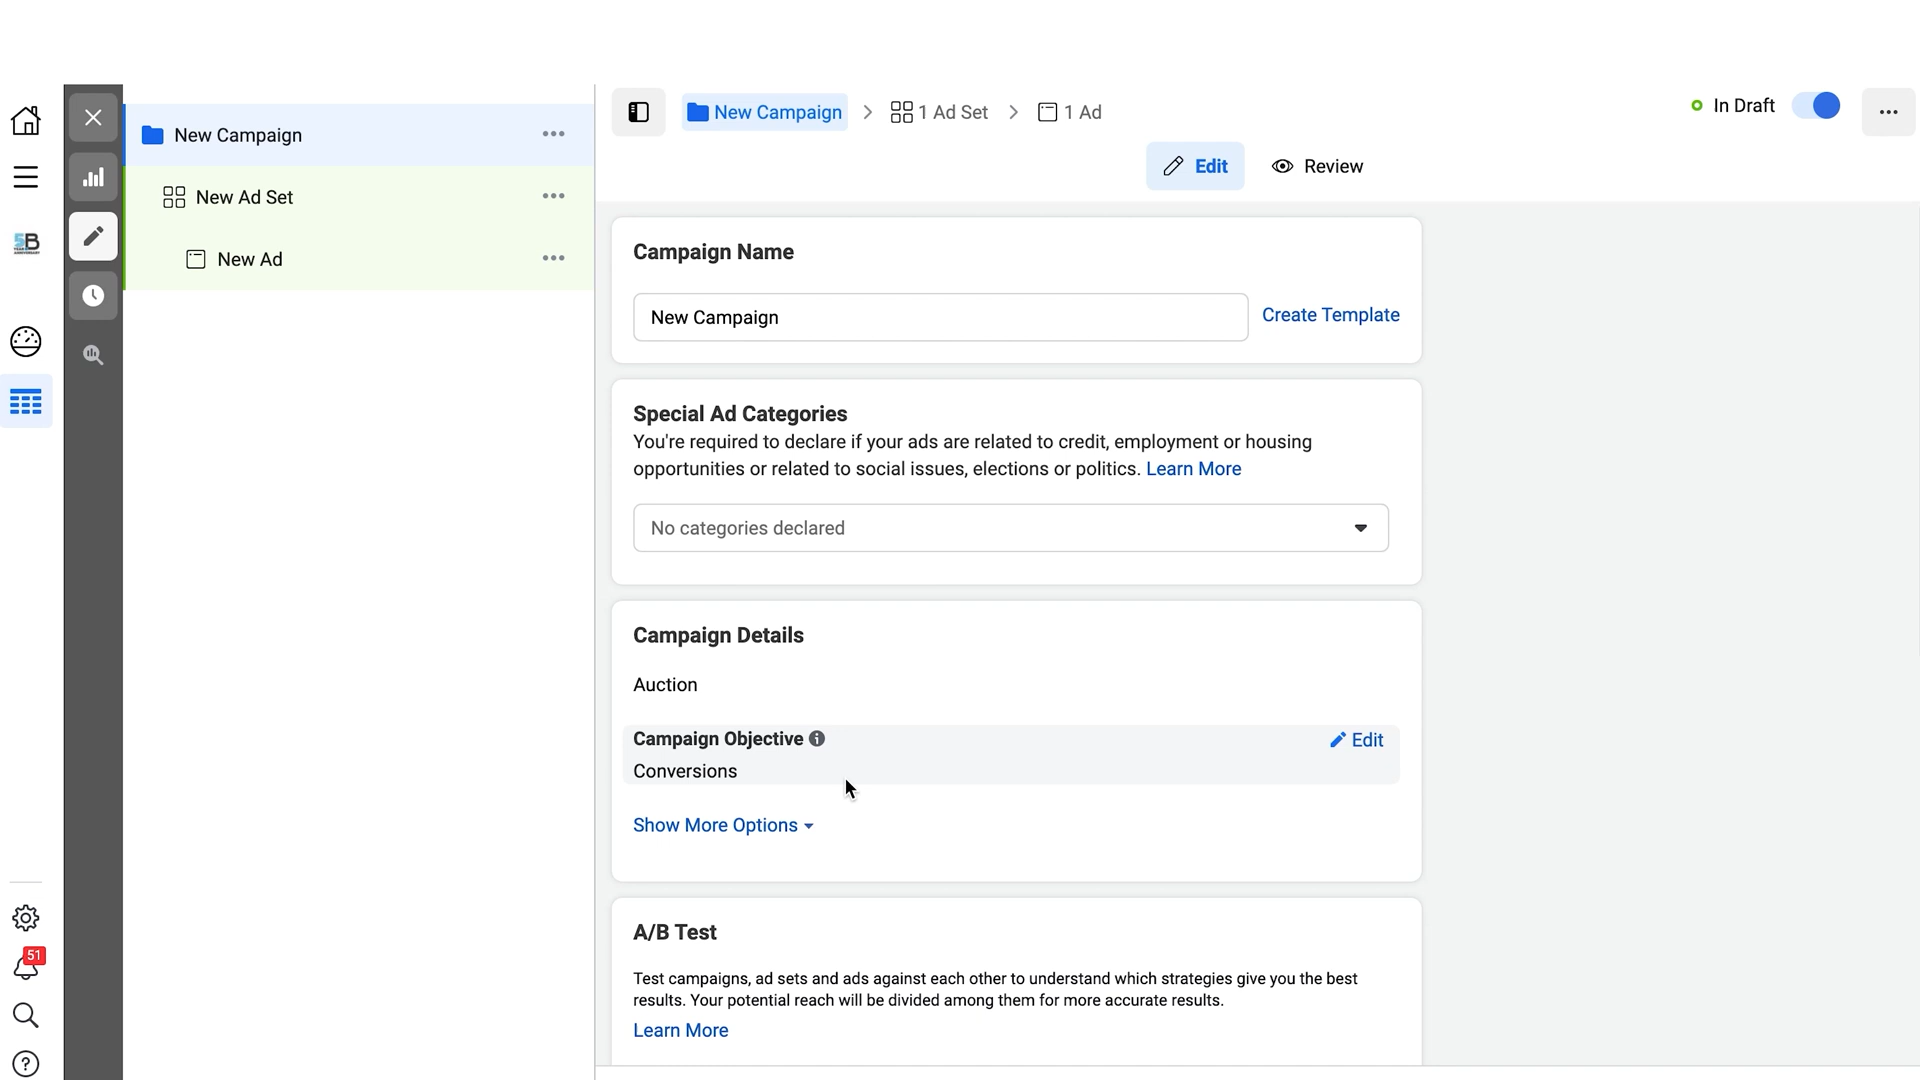 New Campaign
New Ad Set
New Ad
New Campaign > 1 Ad Set > 1 Ad
In Draft
Edit
Review
Campaign Name
New Campaign
Create Template
Special Ad Categories
You're required to declare if your ads are related to credit, employment or housing
opportunities or related to social issues, elections or politics. Learn More
No categories declared
Campaign Details
Auction
Campaign Objective
Edit
Conversions
Show More Options
A/B Test
Test campaigns, ad sets and ads against each other to understand which strategies give you the best
results. Your potential reach will be divided among them for more accurate results.
Learn More
5B
51